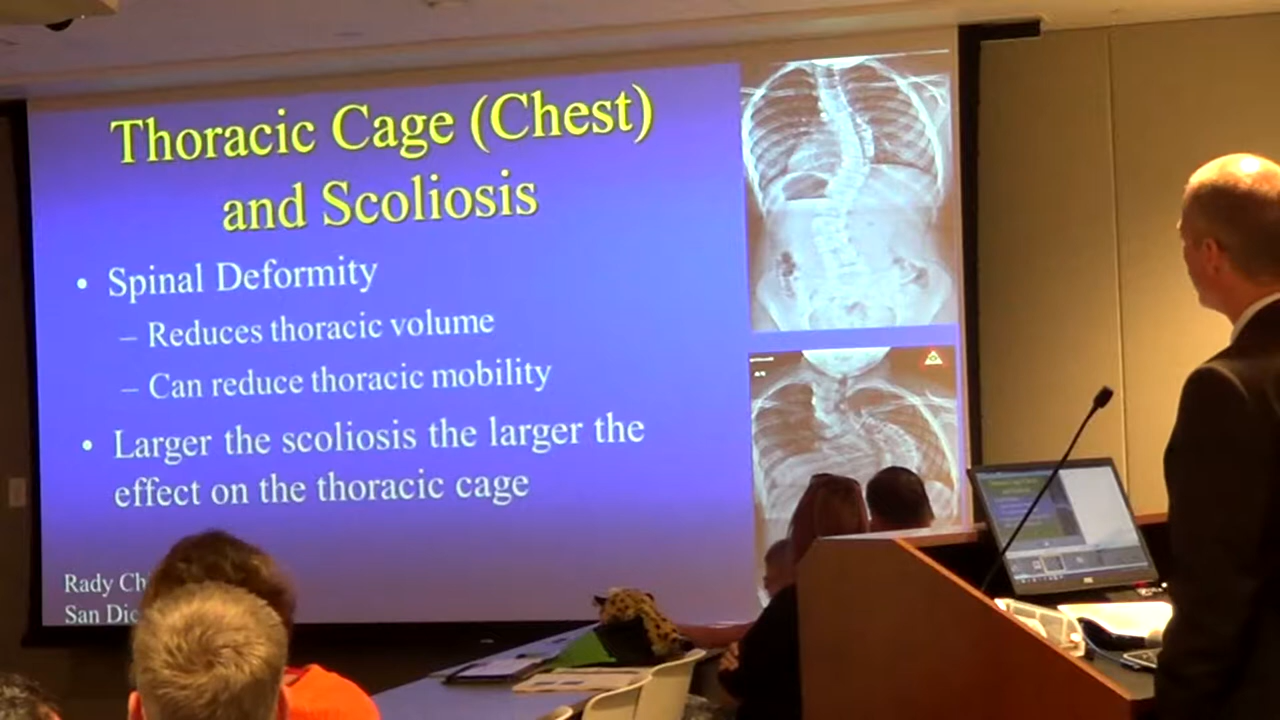 Thoracic Cage (Chest)
and Scoliosis
• Spinal Deformity
– Reduces thoracic volume
– Can reduce thoracic mobility
• Larger the scoliosis the larger the
effect on the thoracic cage
Rady Ch
San Die